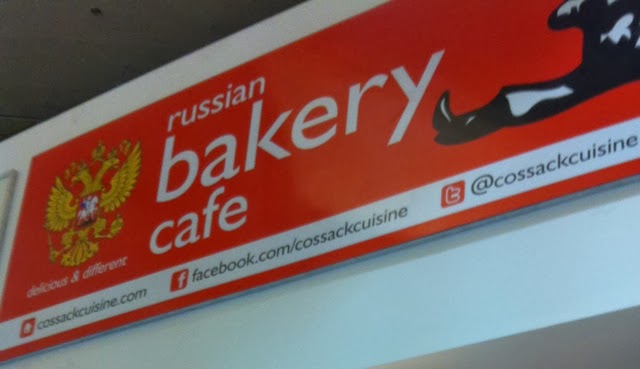 russian
bakery
cafe
delicious & different
cossackcuisine.com
facebook.com/cossackcuisine
@cossackcuisine